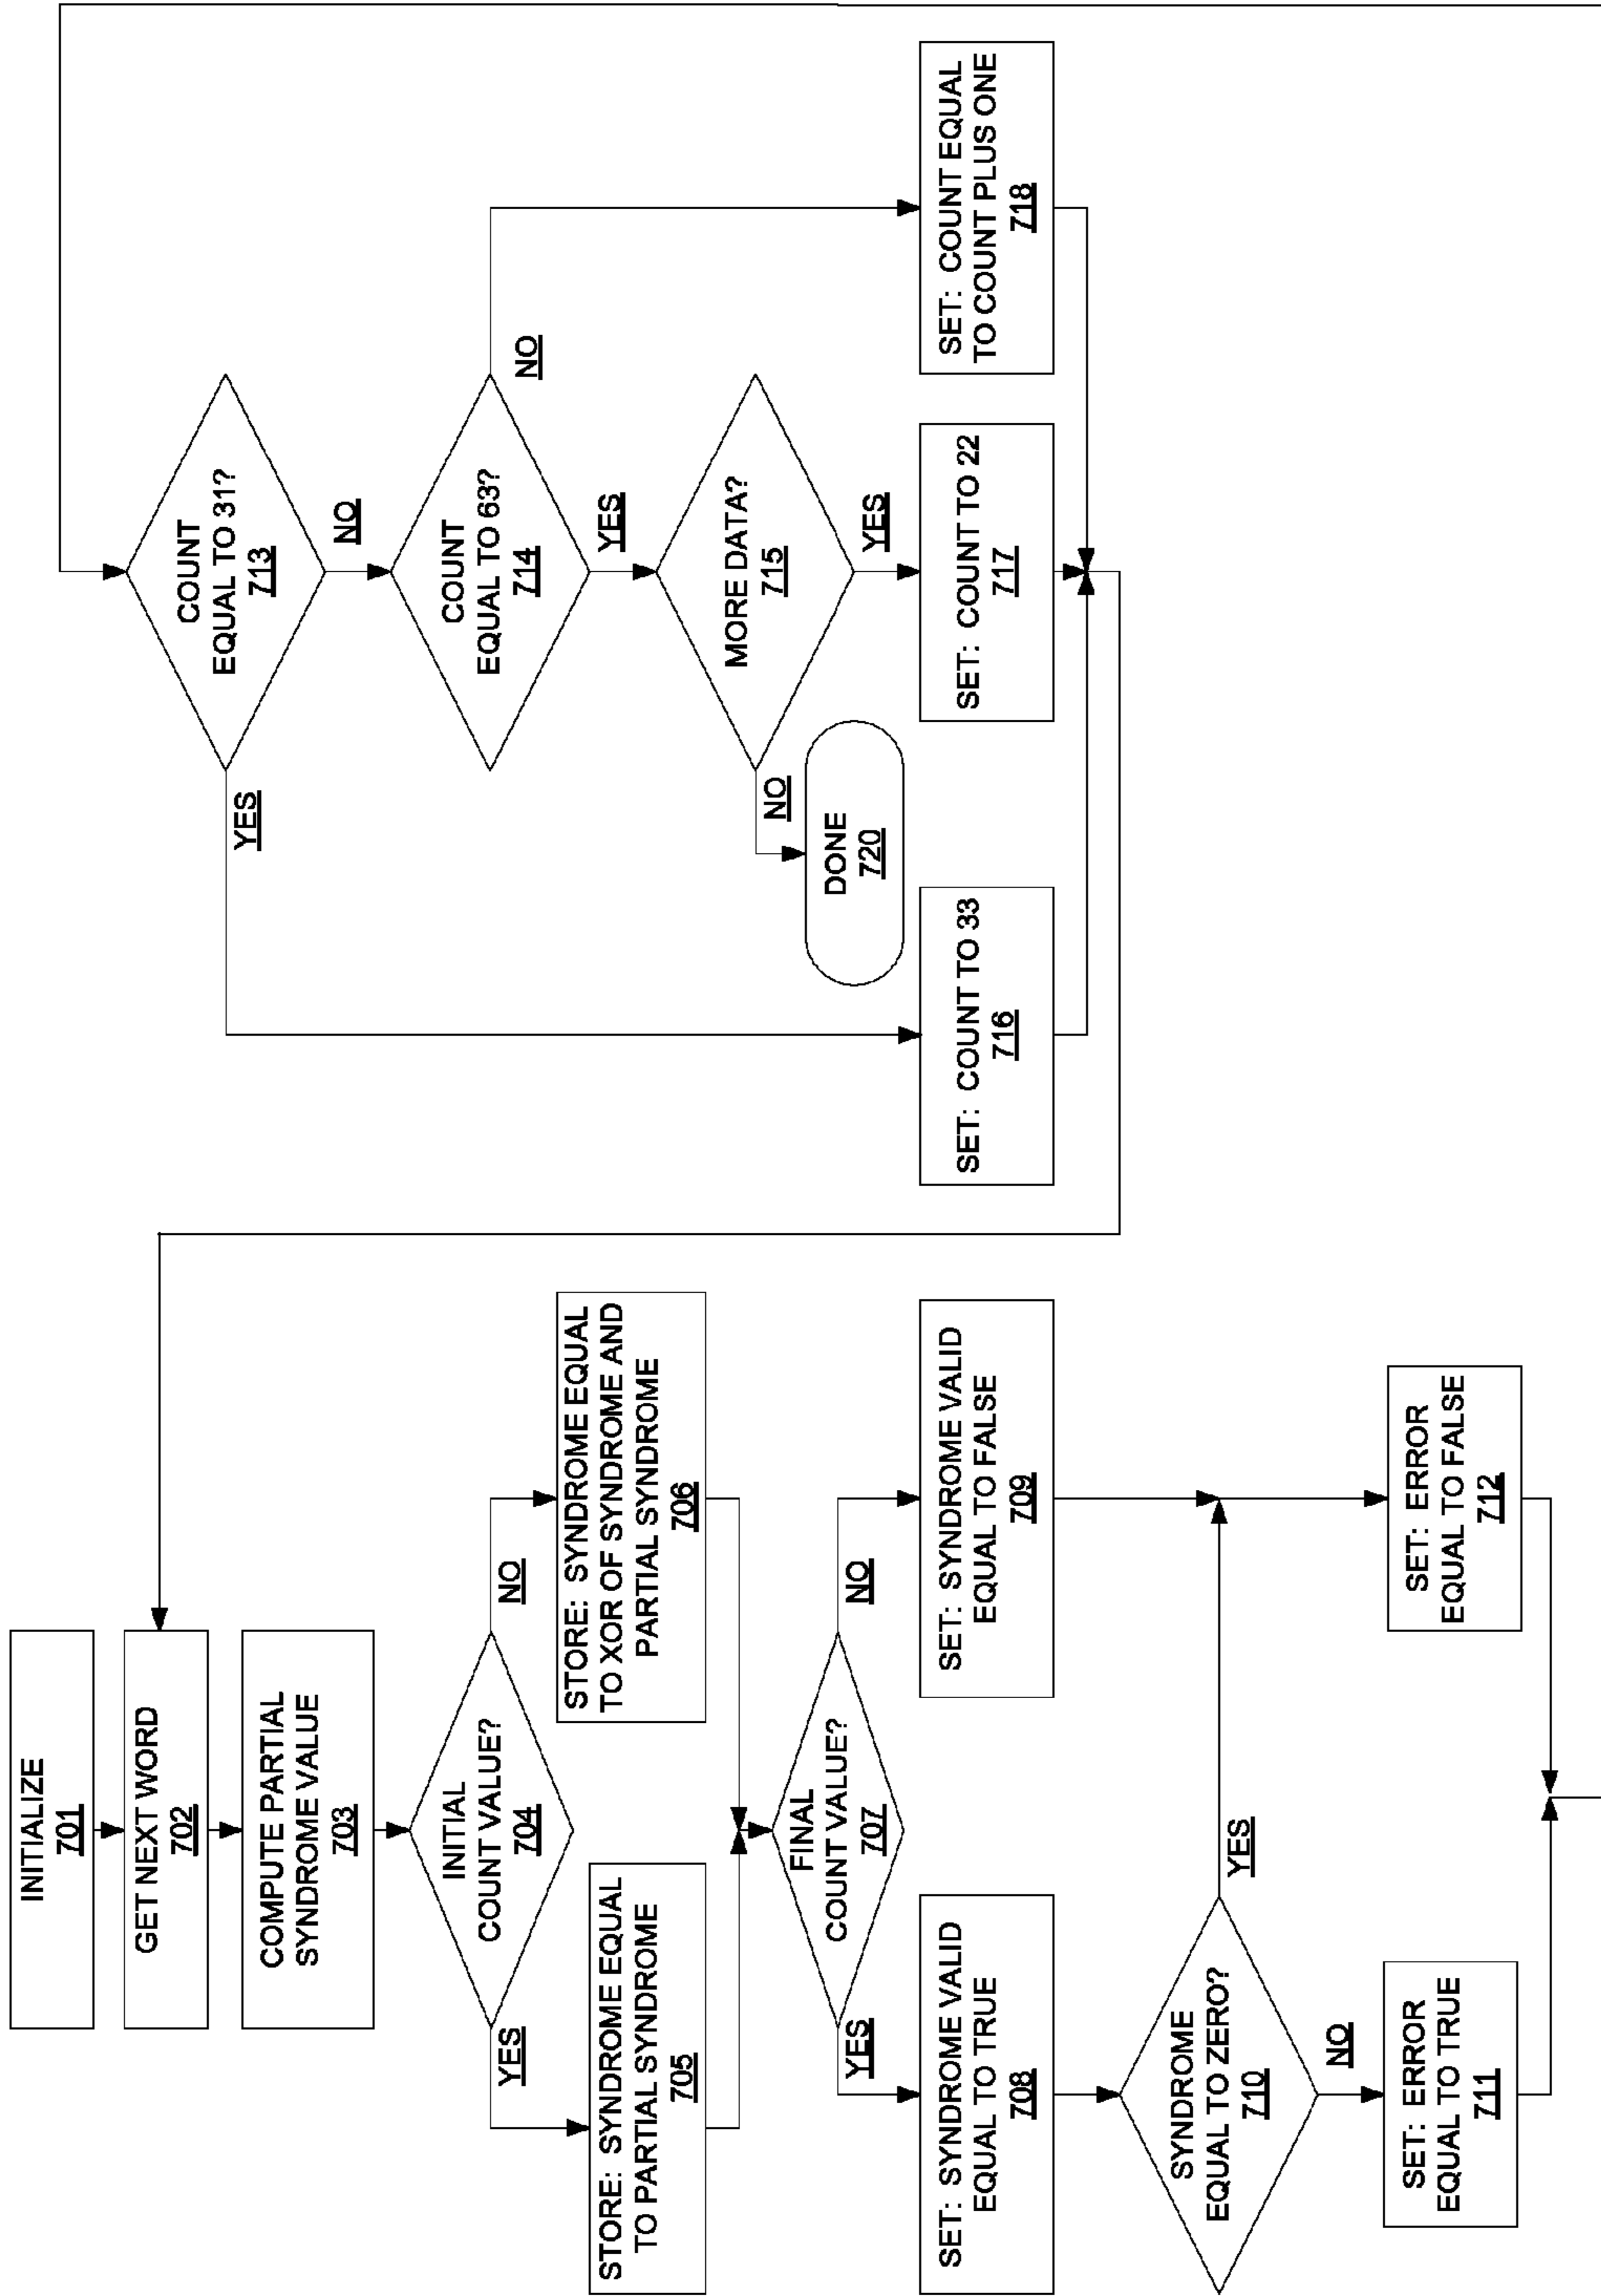 INITIALIZE
701
GET NEXT WORD
702
COMPUTE PARTIAL
SYNDROME VALUE
703
INITIAL
COUNT VALUE?
704
YES
NO
STORE: SYNDROME EQUAL
TO PARTIAL SYNDROME
705
STORE: SYNDROME EQUAL
TO XOR OF SYNDROME AND
PARTIAL SYNDROME
706
FINAL
COUNT VALUE?
707
YES
NO
SET: SYNDROME VALID
EQUAL TO TRUE
708
SET: SYNDROME VALID
EQUAL TO FALSE
709
SYNDROME
EQUAL TO ZERO?
710
YES
NO
SET: ERROR
EQUAL TO TRUE
711
SET: ERROR
EQUAL TO FALSE
712
COUNT
EQUAL TO 31?
713
YES
NO
COUNT
EQUAL TO 63?
714
NO
YES
MORE DATA?
715
NO
YES
DONE
720
SET: COUNT TO 33
716
SET: COUNT TO 22
717
SET: COUNT EQUAL
TO COUNT PLUS ONE
718